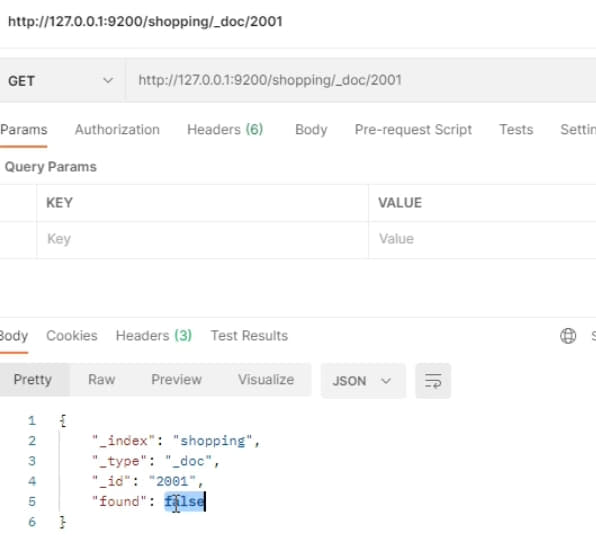 http://127.0.0.1:9200/shopping/_doc/2001
GET http://127.0.0.1:9200/shopping/_doc/2001
Params Authorization Headers (6) Body Pre-request Script Tests
Query Params
KEY VALUE
Key Value
Body Cookies Headers (3) Test Results
Pretty Raw Preview Visualize JSON
1 {
2 "_index": "shopping",
3 "_type": "_doc",
4 "_id": "2001",
5 "found": false
6 }